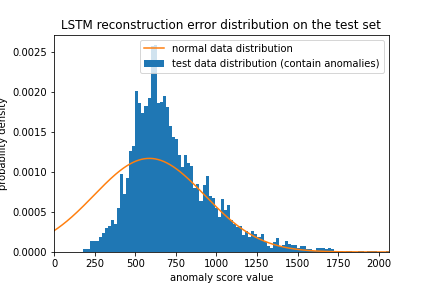 LSTM reconstruction error distribution on the test set
normal data distribution
test data distribution (contain anomalies)
probability density
0.0025
0.0020
0.0015
0.0010
0.0005
0.0000
0 250 500 750 1000 1250 1500 1750 2000
anomaly score value